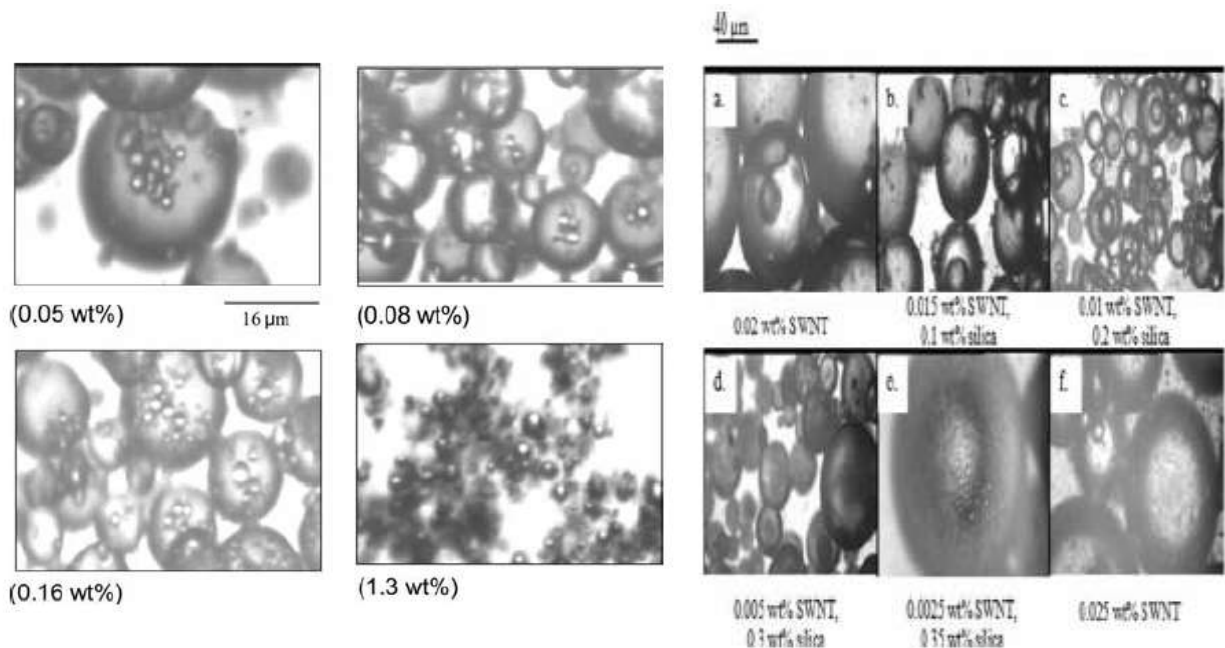 40 µm
a.
b.
c.
(0.05 wt%)
16 µm
(0.08 wt%)
0.02 wt% SWNT
0.015 wt% SWNT,
0.1 wt% silica
0.01 wt% SWNT,
0.2 wt% silica
d.
e.
f.
(0.16 wt%)
(1.3 wt%)
0.005 wt% SWNT,
0.3 wt% silica
0.0025 wt% SWNT,
0.35 wt% silica
0.025 wt% SWNT